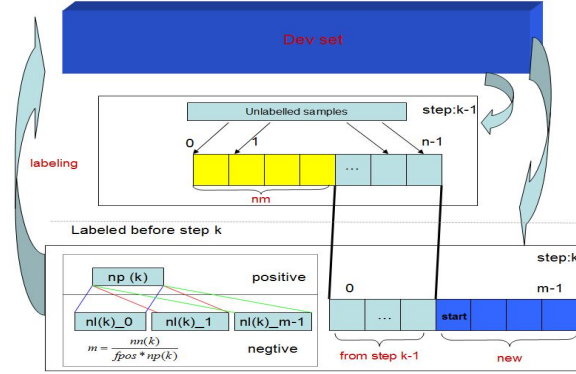 Dev set
Unlabelled samples
step:k-1
0
1
n-1
...
labeling
nm
Labeled before step k
step:k
np (k)
positive
0
m-1
nl(k)_0
nl(k)_1
nl(k)_m-1
...
start
negtive
m = nn(k) / fpos * np(k)
from step k-1
new